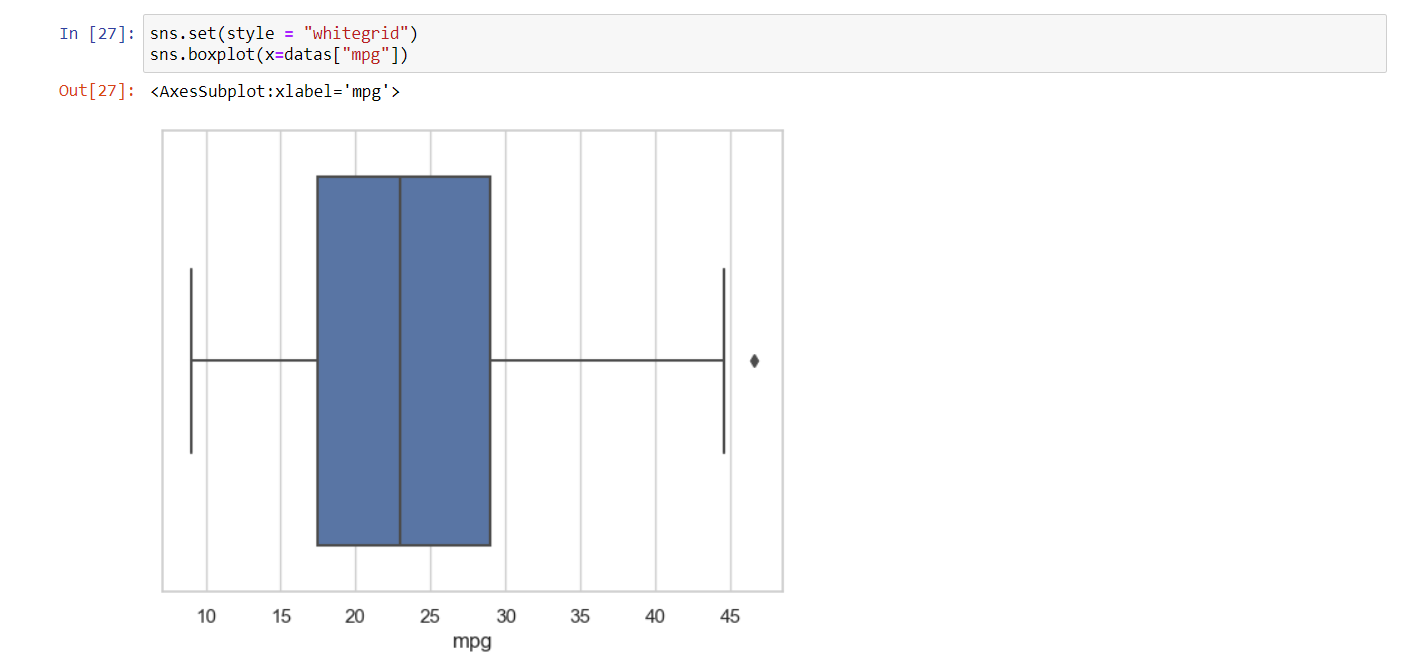 In [27]: sns.set(style = "whitegrid")
sns.boxplot(x=datas["mpg"])
Out[27]: <AxesSubplot:xlabel='mpg'>
10 15 20 25 30 35 40 45
mpg